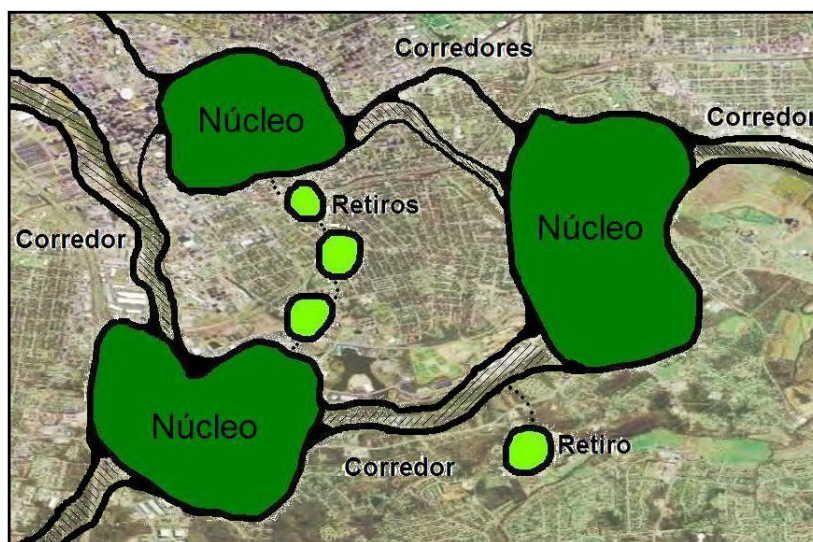 Corredores
Núcleo
Corredor
Retiros
Corredor
Núcleo
Núcleo
Retiro
Corredor